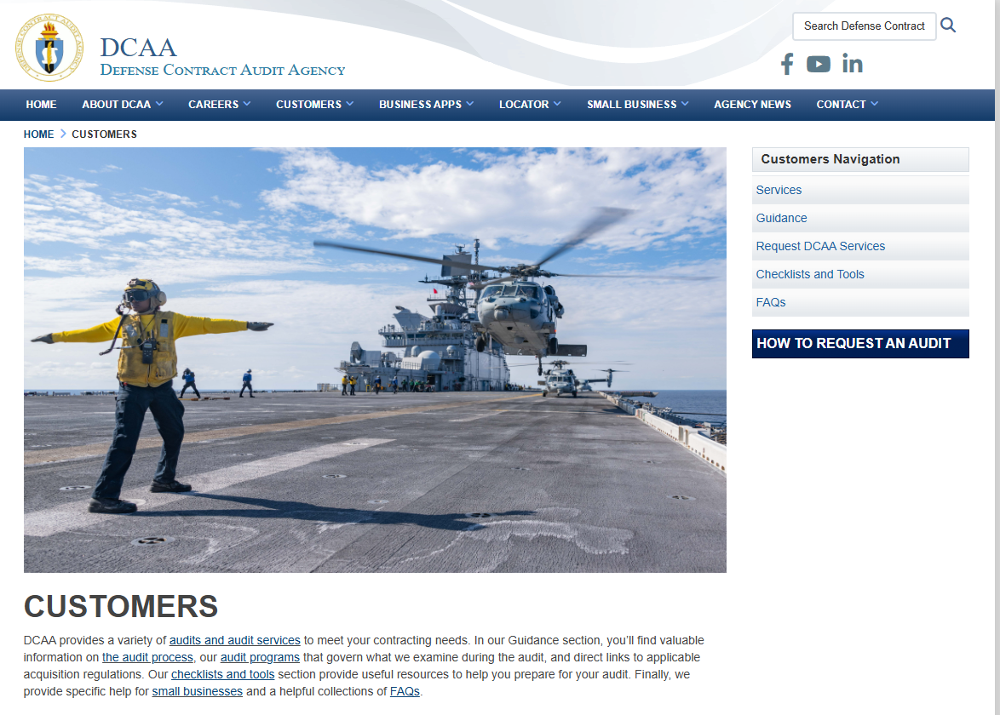 DCAA
DEFENSE CONTRACT AUDIT AGENCY
Search Defense Contract
HOME ABOUT DCAA CAREERS CUSTOMERS BUSINESS APPS LOCATOR SMALL BUSINESS AGENCY NEWS CONTACT
HOME CUSTOMERS
Customers Navigation
Services
Guidance
Request DCAA Services
Checklists and Tools
FAQs
HOW TO REQUEST AN AUDIT
CUSTOMERS
DCAA provides a variety of audits and audit services to meet your contracting needs. In our Guidance section, you’ll find valuable
information on the audit process, our audit programs that govern what we examine during the audit, and direct links to applicable
acquisition regulations. Our checklists and tools section provide useful resources to help you prepare for your audit. Finally, we
provide specific help for small businesses and a helpful collections of FAQs.